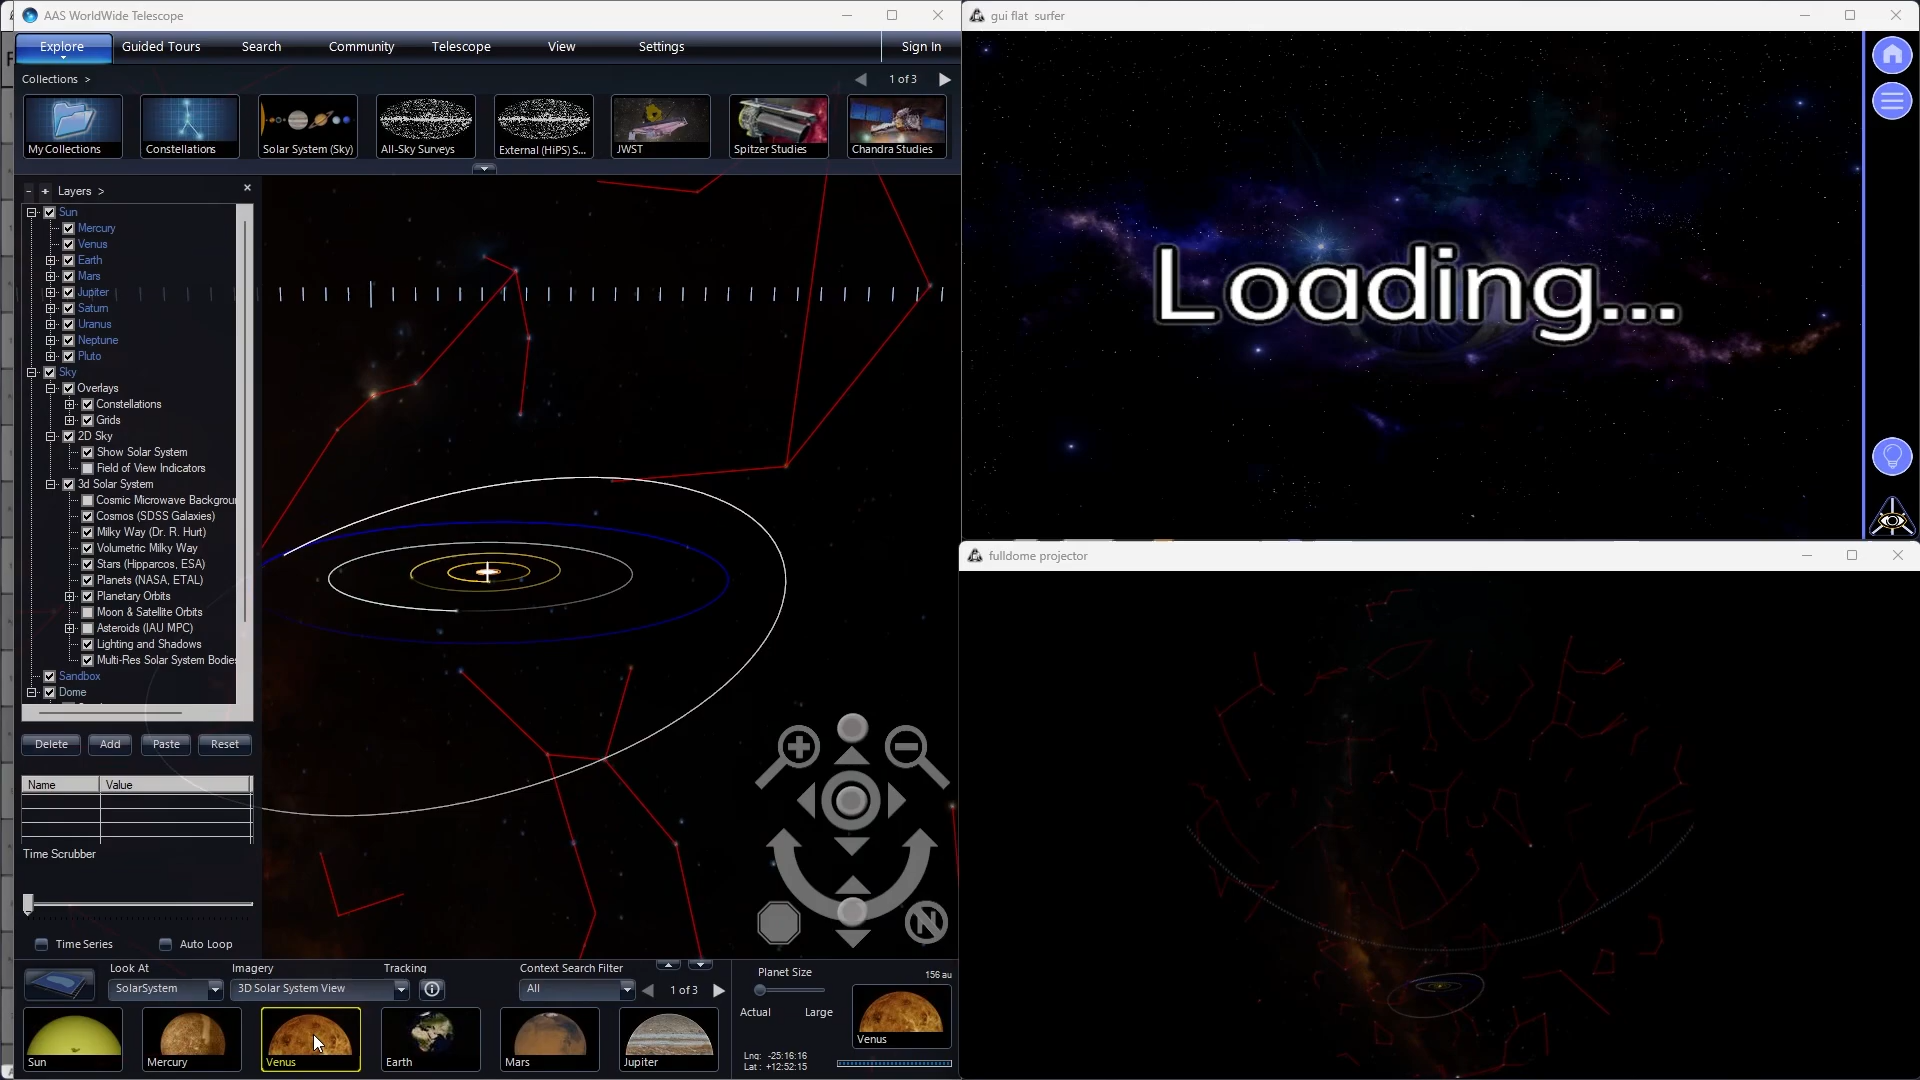 AAS WorldWide Telescope
Explore
Guided Tours
Search
Community
Telescope
View
Settings
Sign In
Collections >
1 of 3
My Collections
Constellations
Solar System (Sky)
All-Sky Surveys
External (HiPS) S...
JWST
Spitzer Studies
Chandra Studies
Layers >
Sun
Mercury
Venus
Earth
Mars
Jupiter
Saturn
Uranus
Neptune
Pluto
Sky
Overlays
Constellations
Grids
2D Sky
Show Solar System
Field of View Indicators
3d Solar System
Cosmic Microwave Backgrour
Cosmos (SDSS Galaxies)
Milky Way (Dr. R. Hurt)
Volumetric Milky Way
Stars (Hipparcos, ESA)
Planets (NASA, ETAL)
Planetary Orbits
Moon & Satellite Orbits
Asteroids (IAU MPC)
Lighting and Shadows
Multi-Res Solar System Bodies
Sandbox
Dome
Delete
Add
Paste
Reset
Name
Value
Time Scrubber
Time Series
Auto Loop
N
Look At
Imagery
Tracking
Context Search Filter
SolarSystem
3D Solar System View
All
1 of 3
Sun
Mercury
Venus
Earth
Mars
Jupiter
Planet Size
156 au
Actual
Large
Venus
Lng: -25:16:16
Lat : +12:52:15
gui flat surfer
Loading...
fulldome projector